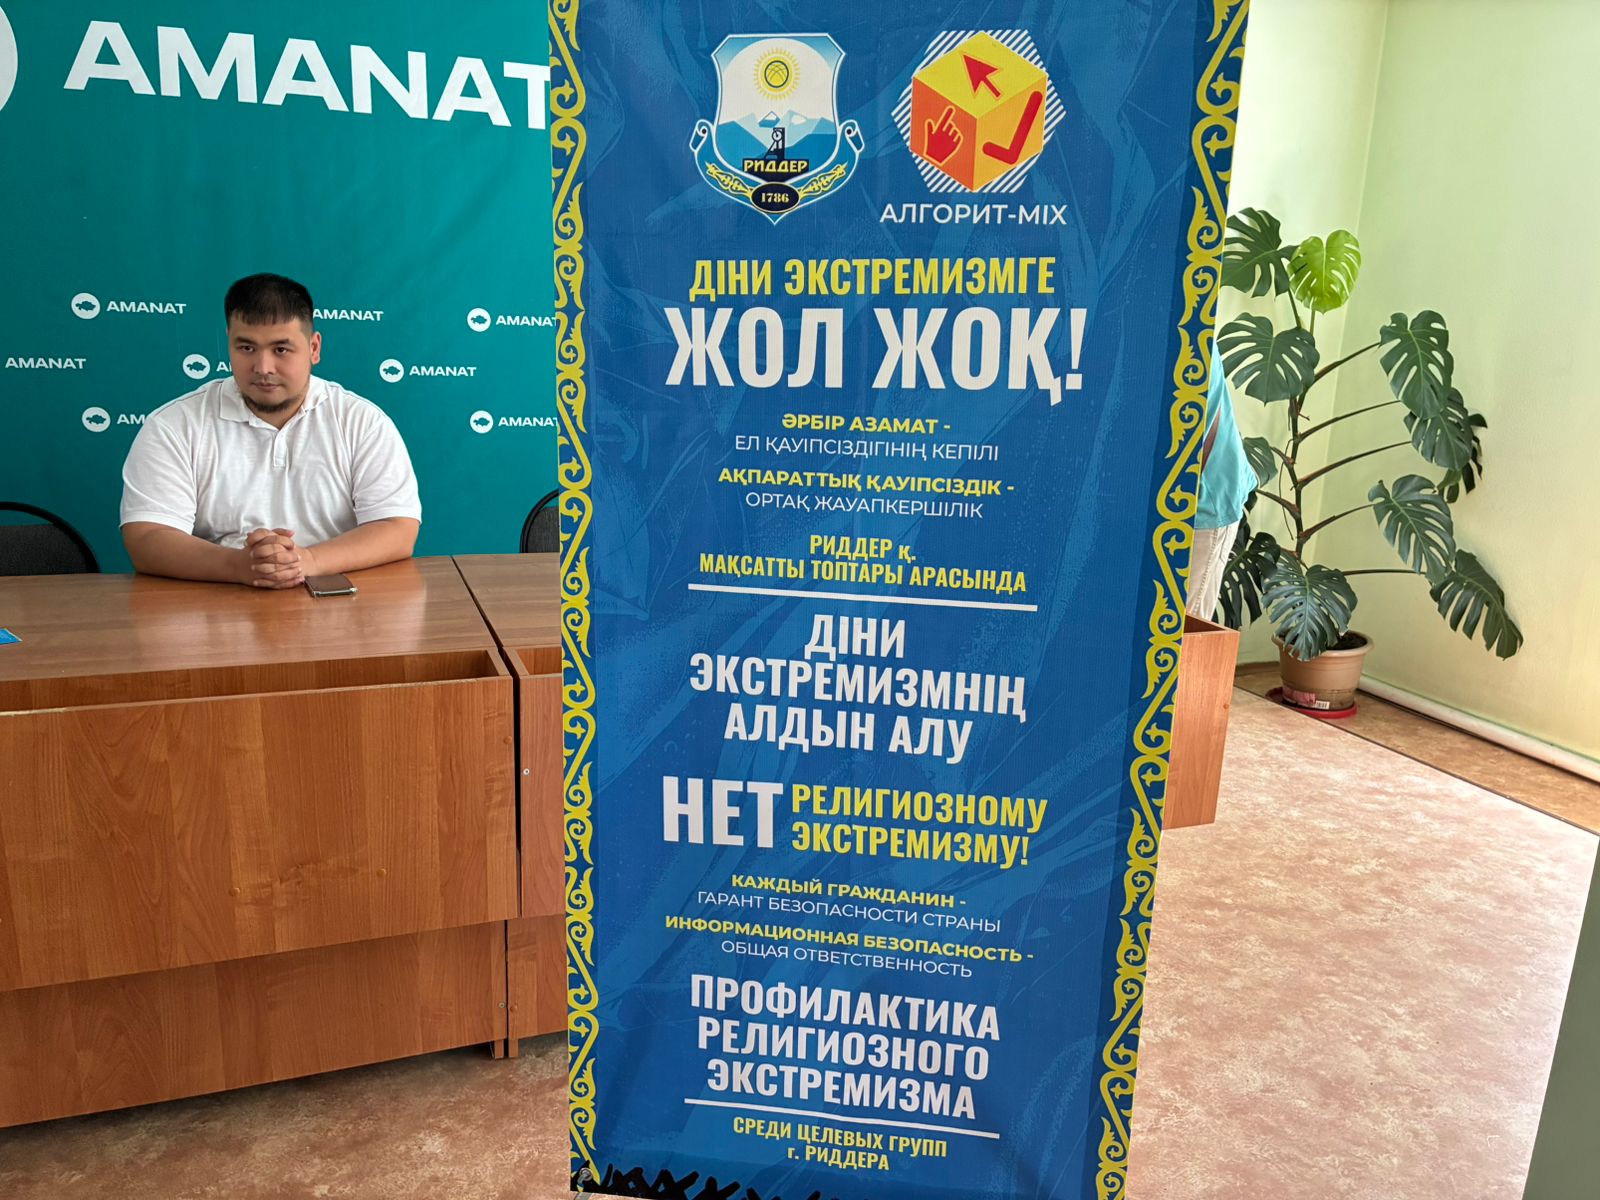 AMANAT
AMANAT
AMANAT
AMANAT
AMANAT
AMANAT
AMANAT
РИДДЕР
1786
АЛГОРИТ-MIX
ДІНИ ЭКСТРЕМИЗМГЕ
ЖОЛ ЖОҚ!
ӘРБІР АЗАМАТ -
ЕЛ ҚАУІПСІЗДІГІНІҢ КЕПІЛІ
АҚПАРАТТЫҚ ҚАУІПСІЗДІК -
ОРТАҚ ЖАУАПКЕРШІЛІК
РИДДЕР қ.
МАҚСАТТЫ ТОПТАРЫ АРАСЫНДА
ДІНИ
ЭКСТРЕМИЗМНІҢ
АЛДЫН АЛУ
НЕТ РЕЛИГИОЗНОМУ
ЭКСТРЕМИЗМУ!
КАЖДЫЙ ГРАЖДАНИН -
ГАРАНТ БЕЗОПАСНОСТИ СТРАНЫ
ИНФОРМАЦИОННАЯ БЕЗОПАСНОСТЬ -
ОБЩАЯ ОТВЕТСТВЕННОСТЬ
ПРОФИЛАКТИКА
РЕЛИГИОЗНОГО
ЭКСТРЕМИЗМА
СРЕДИ ЦЕЛЕВЫХ ГРУПП
г. РИДДЕРА